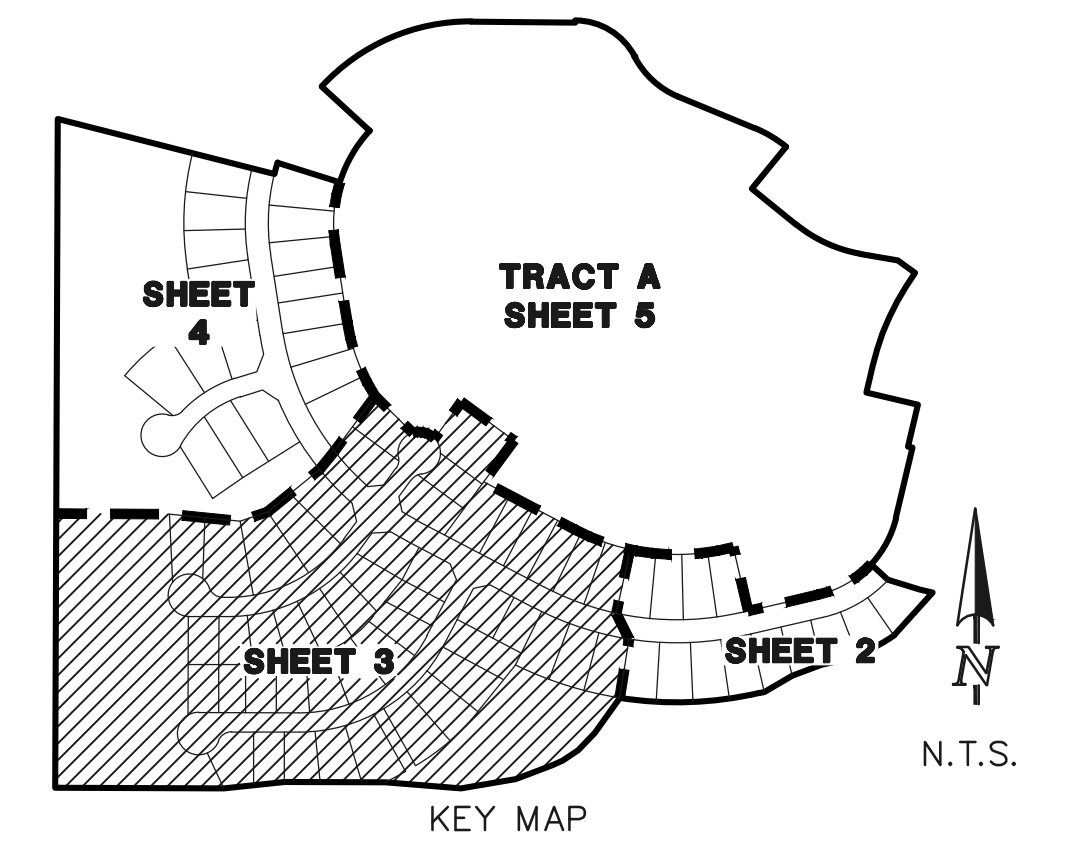 TRACT A
SHEET 5
SHEET
4
SHEET 3
SHEET 2
N
N.T.S.
KEY MAP